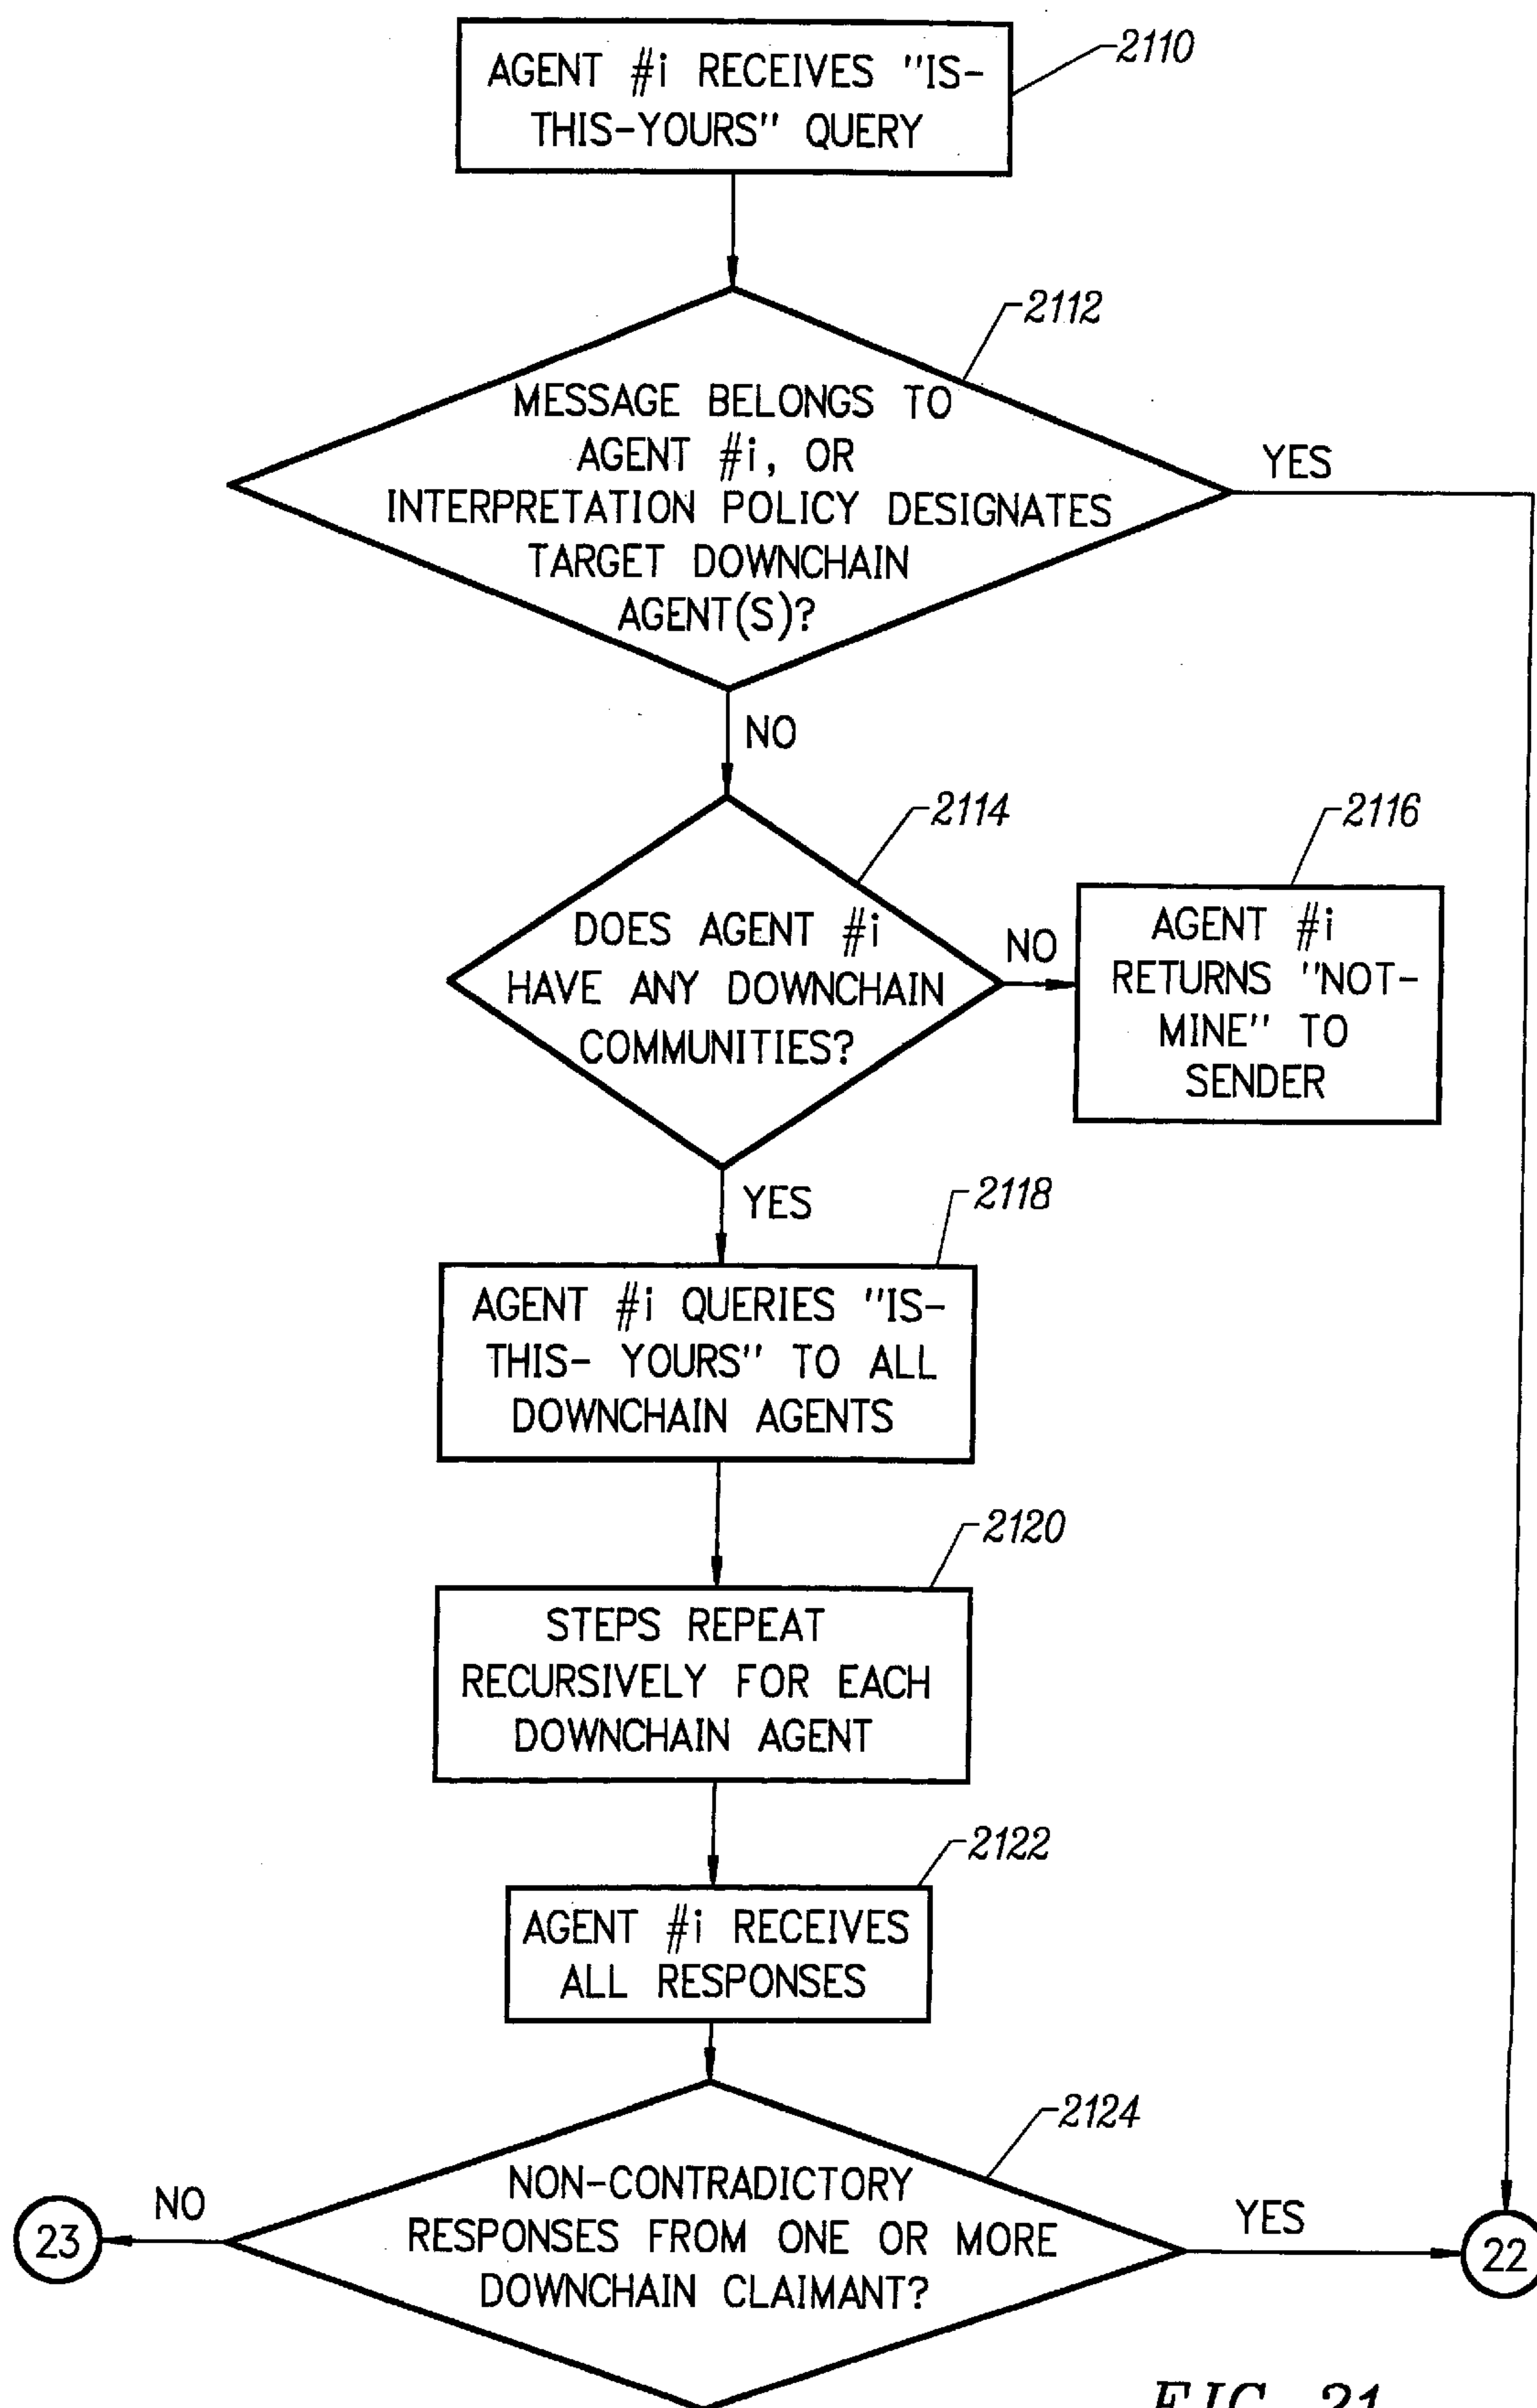 AGENT #i RECEIVES "IS-
THIS-YOURS" QUERY
2110
2112
MESSAGE BELONGS TO
AGENT #i, OR
INTERPRETATION POLICY DESIGNATES
TARGET DOWNCHAIN
AGENT(S)?
YES
NO
2114
2116
DOES AGENT #i
HAVE ANY DOWNCHAIN
COMMUNITIES?
NO
AGENT #i
RETURNS "NOT-
MINE" TO
SENDER
YES
2118
AGENT #i QUERIES "IS-
THIS- YOURS" TO ALL
DOWNCHAIN AGENTS
2120
STEPS REPEAT
RECURSIVELY FOR EACH
DOWNCHAIN AGENT
2122
AGENT #i RECEIVES
ALL RESPONSES
2124
NON-CONTRADICTORY
RESPONSES FROM ONE OR MORE
DOWNCHAIN CLAIMANT?
NO
23
YES
22
FIG. 21